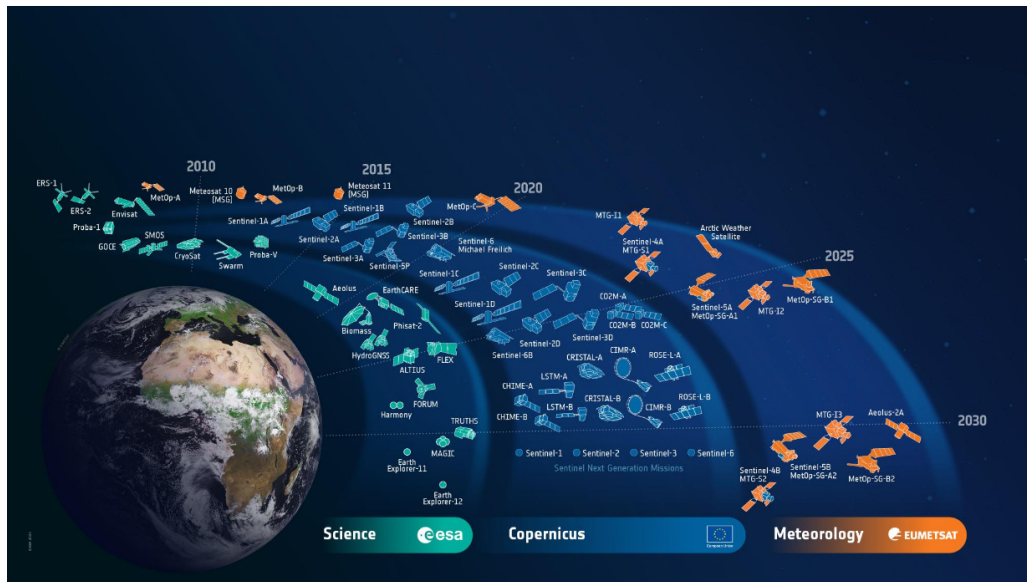 2010
2015
2020
2025
2030
ERS-1
ERS-2
Envisat
MetOp-A
Proba-1
GOCE
SMOS
CryoSat
Swarm
Proba-V
Meteosat 10
[MSG]
MetOp-B
Meteosat 11
[MSG]
MetOp-C
Sentinel-1A
Sentinel-1B
Sentinel-2A
Sentinel-2B
Sentinel-3A
Sentinel-3B
Sentinel-5P
Sentinel-6
Michael Freilich
Sentinel-1C
Sentinel-2C
Sentinel-3C
Sentinel-1D
Sentinel-2D
Sentinel-3D
Sentinel-6B
CO2M-A
CO2M-B
CO2M-C
MTG-I1
Sentinel-4A
MTG-S1
Arctic Weather
Satellite
Sentinel-5A
MetOp-SG-A1
MTG-I2
MetOp-SG-B1
Aeolus
EarthCARE
Biomass
Phisat-2
HydroGNSS
ALTIUS
FLEX
FORUM
Harmony
TRUTHS
MAGIC
Earth
Explorer-11
Earth
Explorer-12
CHIME-A
CHIME-B
LSTM-A
LSTM-B
CRISTAL-A
CRISTAL-B
CIMR-A
CIMR-B
ROSE-L-A
ROSE-L-B
Sentinel-1
Sentinel-2
Sentinel-3
Sentinel-6
Sentinel Next Generation Missions
MTG-I3
Aeolus-2A
Sentinel-5B
MetOp-SG-A2
MetOp-SG-B2
Sentinel-4B
MTG-S2
Science
esa
Copernicus
European Union
Meteorology
EUMETSAT